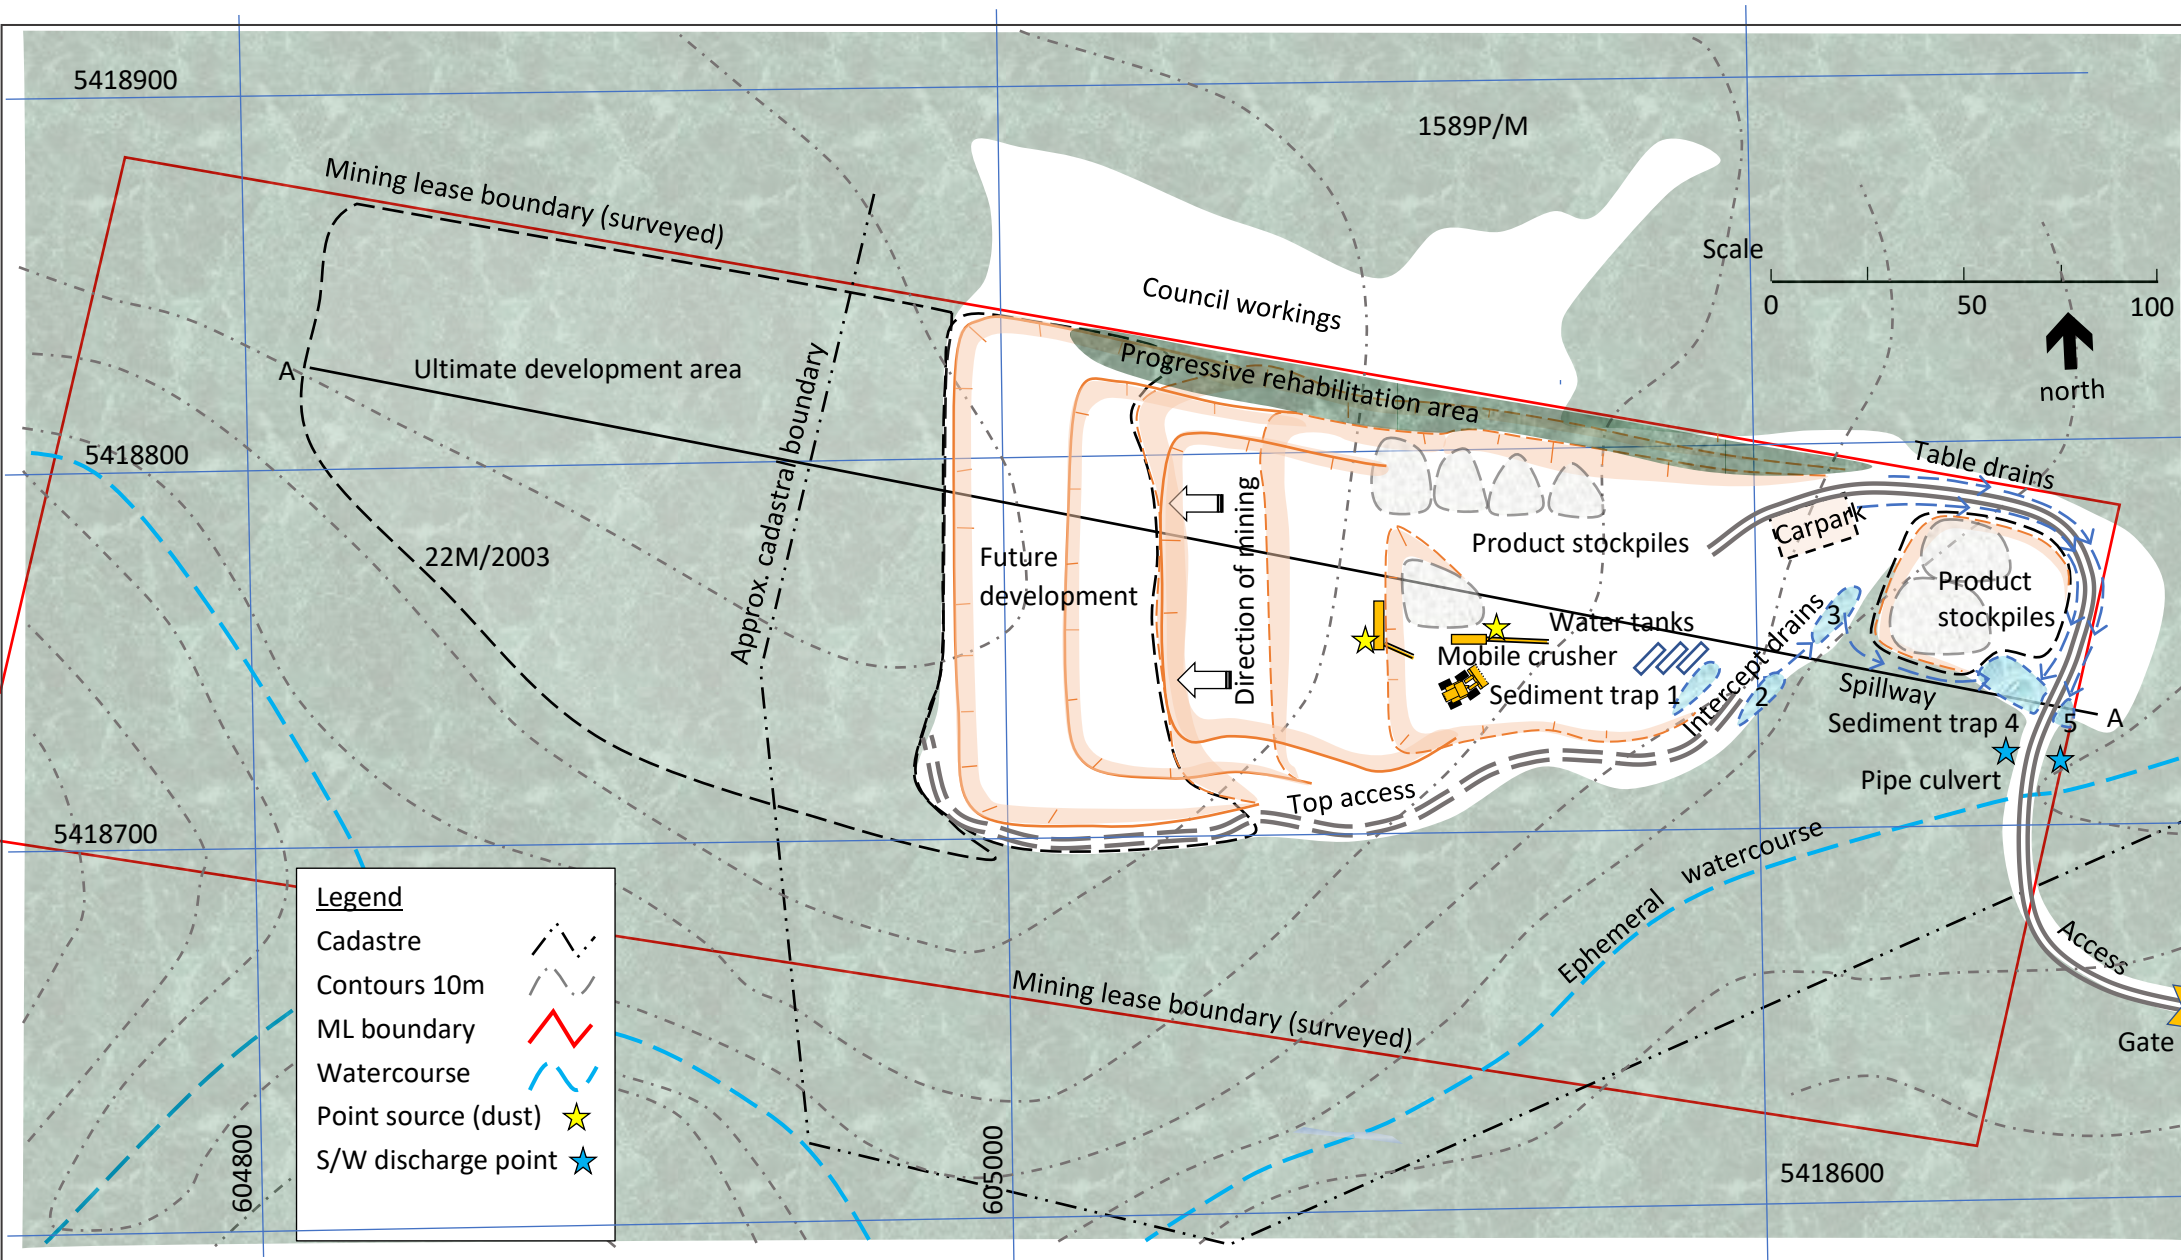 5418900
1589P/M
Mining lease boundary (surveyed)
Scale
0
50
100
north
Council workings
Progressive rehabilitation area
A
Ultimate development area
Approx. cadastral boundary
5418800
Table drains
Carpark
Product stockpiles
22M/2003
Future
development
Direction of mining
Product
stockpiles
Water tanks
Mobile crusher
Sediment trap 1
Intercept drains
3
2
Spillway
Sediment trap 4
5
A
Pipe culvert
Top access
5418700
Ephemeral watercourse
Access
Gate
Mining lease boundary (surveyed)
Legend
Cadastre
Contours 10m
ML boundary
Watercourse
Point source (dust)
S/W discharge point
604800
605000
5418600